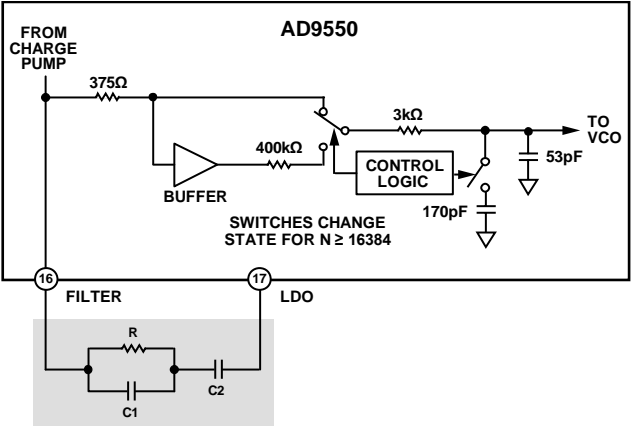 AD9550
FROM
CHARGE
PUMP
375Ω
3kΩ
TO
VCO
400kΩ
53pF
CONTROL
LOGIC
BUFFER
170pF
SWITCHES CHANGE
STATE FOR N ≥ 16384
16
17
FILTER
LDO
R
C2
C1